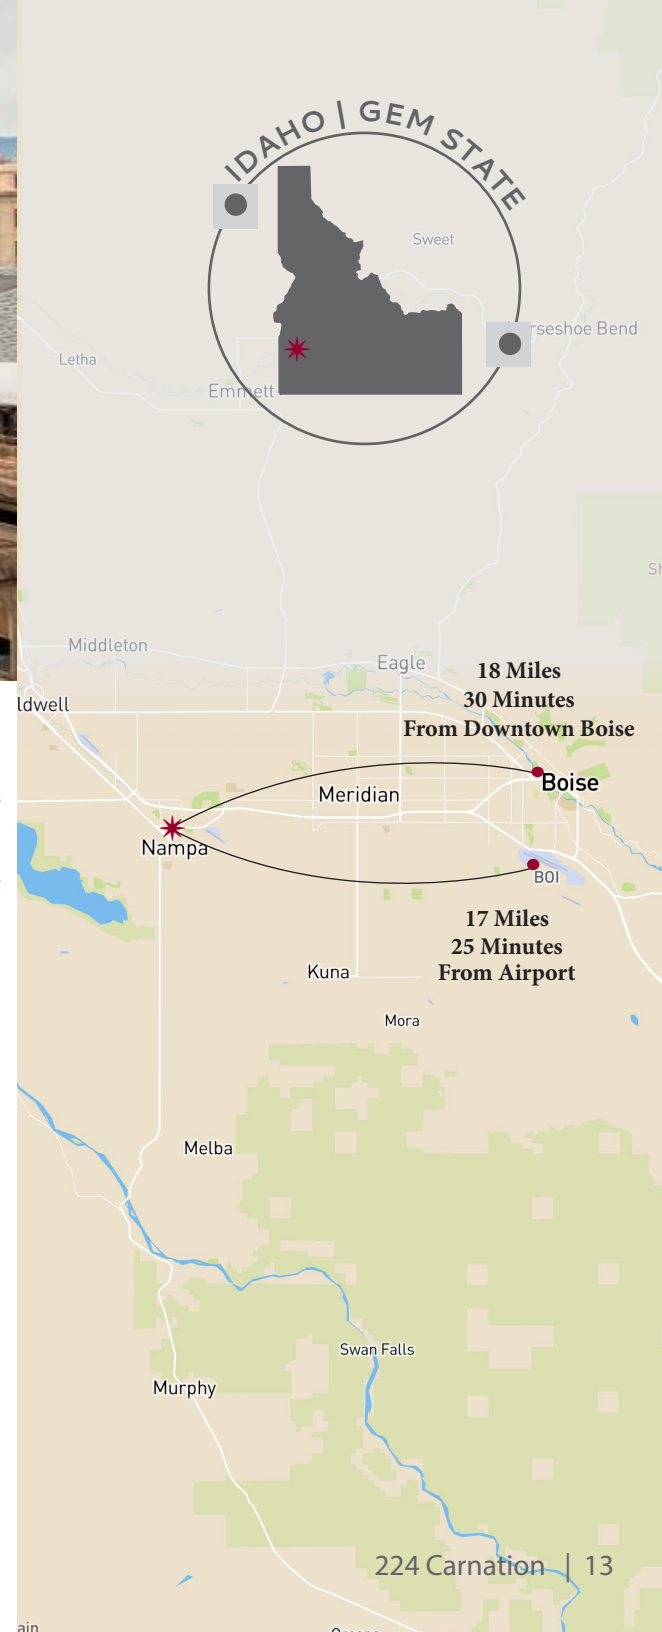 IDAHO | GEM STATE
Sweet
rseshoe Bend
Letha
Emmett
Middleton
Eagle
18 Miles
30 Minutes
From Downtown Boise
ldwell
Boise
Meridian
Nampa
BOI
17 Miles
25 Minutes
From Airport
Kuna
Mora
Melba
Swan Falls
Murphy
224 Carnation | 13
ain